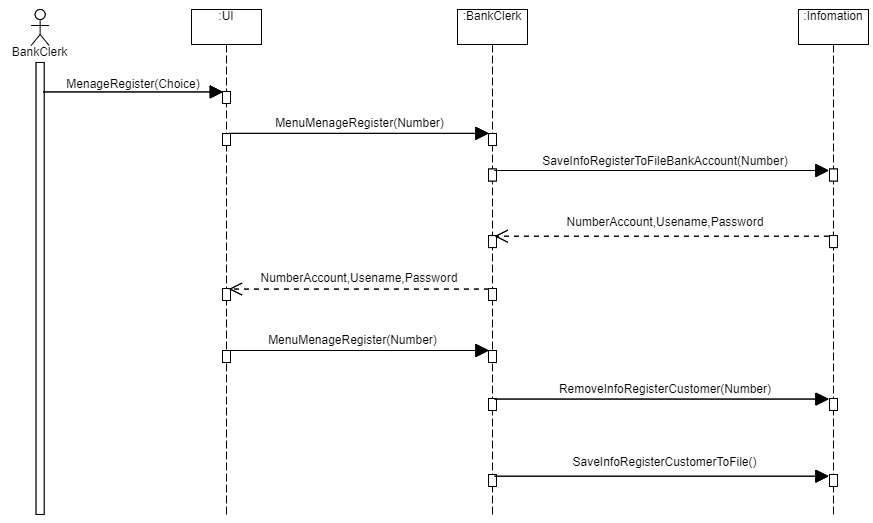 :UI
:BankClerk
:Infomation
BankClerk
MenageRegister(Choice)
MenuMenageRegister(Number)
SaveInfoRegisterToFileBankAccount(Number)
NumberAccount,Usename,Password
NumberAccount,Usename,Password
MenuMenageRegister(Number)
RemoveInfoRegisterCustomer(Number)
SaveInfoRegisterCustomerToFile()